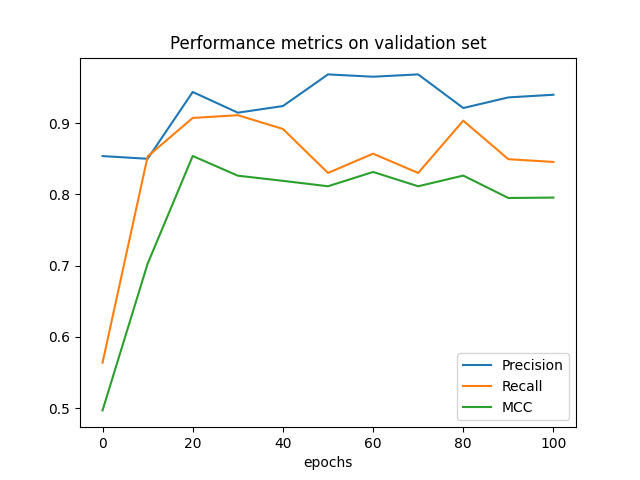 Performance metrics on validation set
0.9
0.8
0.7
0.6
0.5
0 20 40 60 80 100
epochs
Precision
Recall
MCC